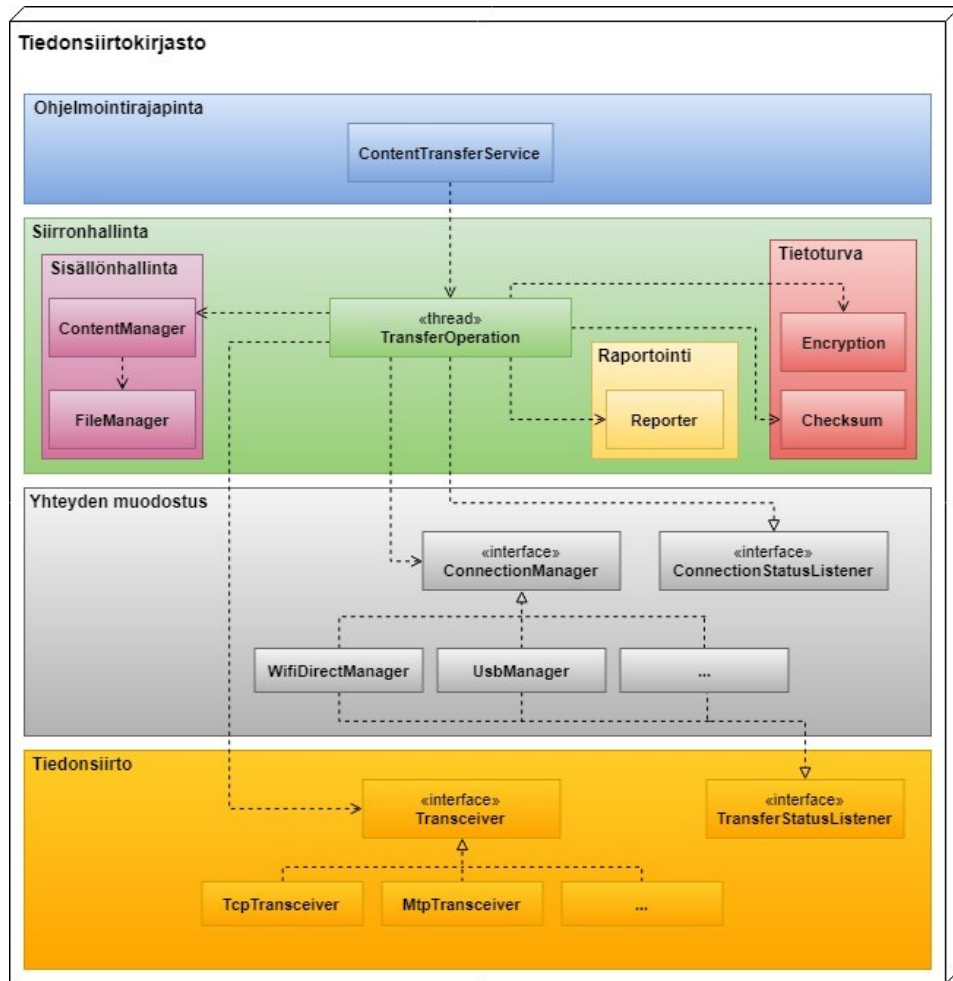 Tiedonsiirtokirjasto
Ohjelmointirajapinta
ContentTransferService
Siirronhallinta
Sisällönhallinta
ContentManager
FileManager
«thread»
TransferOperation
Raportointi
Reporter
Tietoturva
Encryption
Checksum
Yhteyden muodostus
«interface»
ConnectionManager
«interface»
ConnectionStatusListener
WifiDirectManager
UsbManager
...
Tiedonsiirto
«interface»
Transceiver
«interface»
TransferStatusListener
TcpTransceiver
MtpTransceiver
...